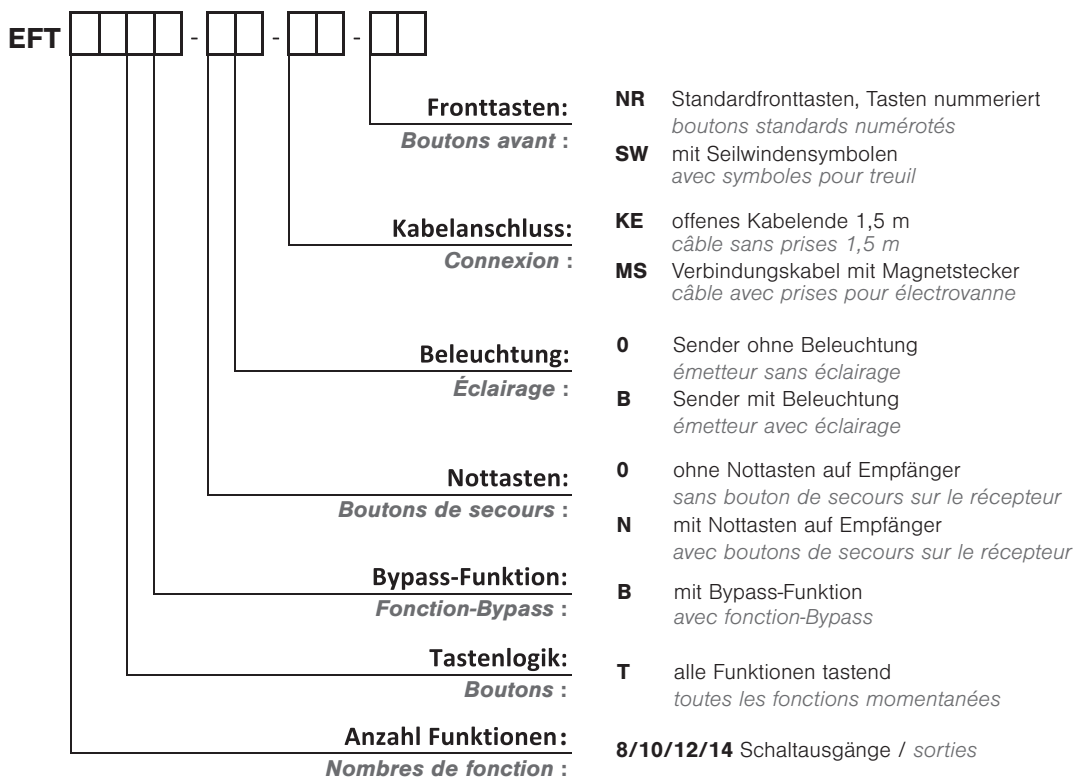 EFT - - -
Fronttasten:
Boutons avant :
NR Standardfronttasten, Tasten nummeriert
boutons standards numérotés
SW mit Seilwindensymbolen
avec symboles pour treuil
Kabelanschluss:
Connexion :
KE offenes Kabelende 1,5 m
câble sans prises 1,5 m
MS Verbindungskabel mit Magnetstecker
câble avec prises pour électrovanne
Beleuchtung:
Éclairage :
0 Sender ohne Beleuchtung
émetteur sans éclairage
B Sender mit Beleuchtung
émetteur avec éclairage
Nottasten:
Boutons de secours :
0 ohne Nottasten auf Empfänger
sans bouton de secours sur le récepteur
N mit Nottasten auf Empfänger
avec boutons de secours sur le récepteur
Bypass-Funktion:
Fonction-Bypass :
B mit Bypass-Funktion
avec fonction-Bypass
Tastenlogik:
Boutons :
T alle Funktionen tastend
toutes les fonctions momentanées
Anzahl Funktionen:
Nombres de fonction :
8/10/12/14 Schaltausgänge / sorties